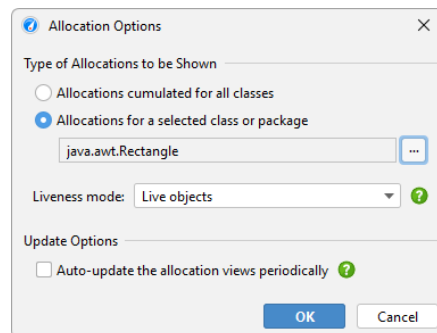 Allocation Options
Type of Allocations to be Shown
Allocations cumulated for all classes
Allocations for a selected class or package
java.awt.Rectangle
...
Liveness mode: Live objects
?
Update Options
Auto-update the allocation views periodically ?
OK Cancel